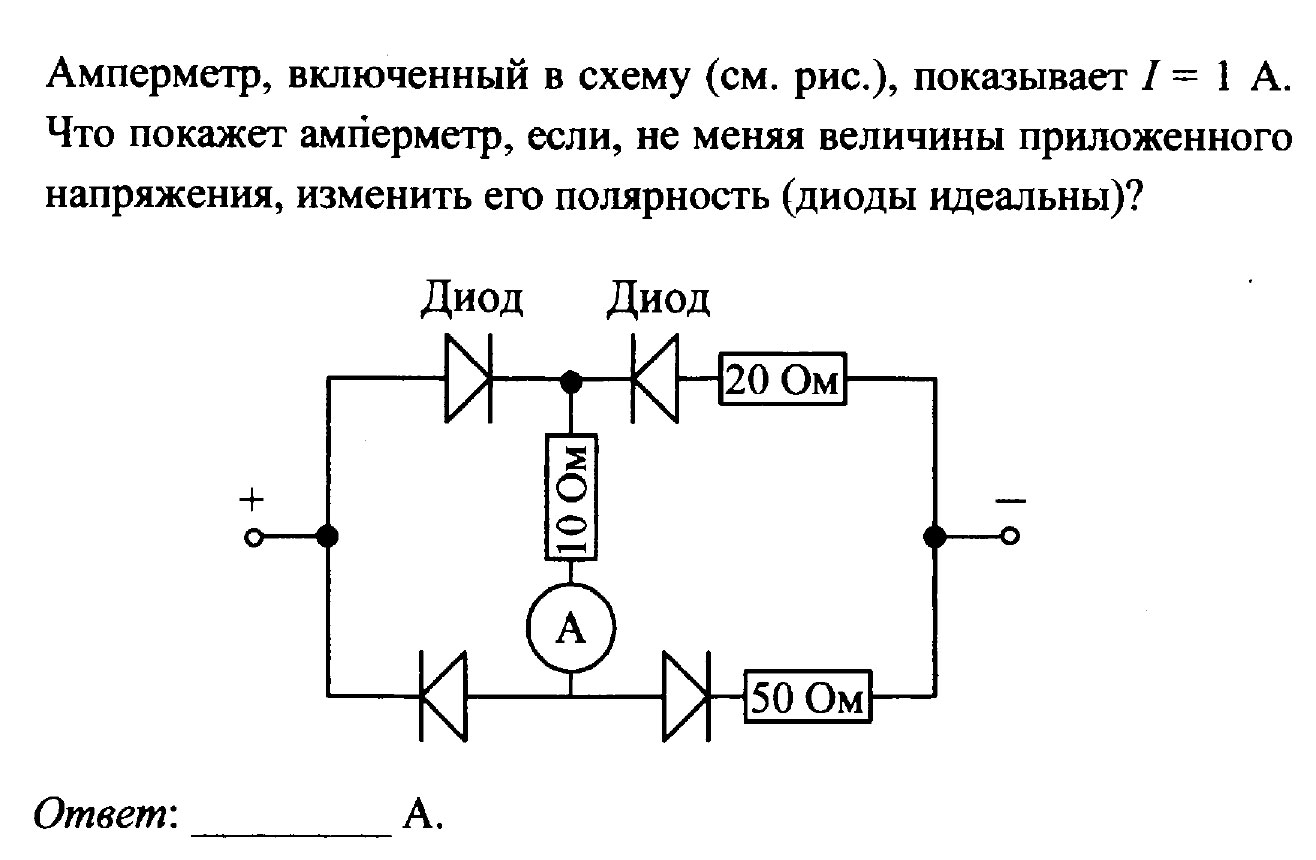 Амперметр, включенный в схему (см. рис.), показывает I = 1 А.
Что покажет амперметр, если, не меняя величины приложенного
напряжения, изменить его полярность (диоды идеальны)?
Диод Диод
20 Ом
10 Ом
+ −
А
50 Ом
Ответ: __________ А.